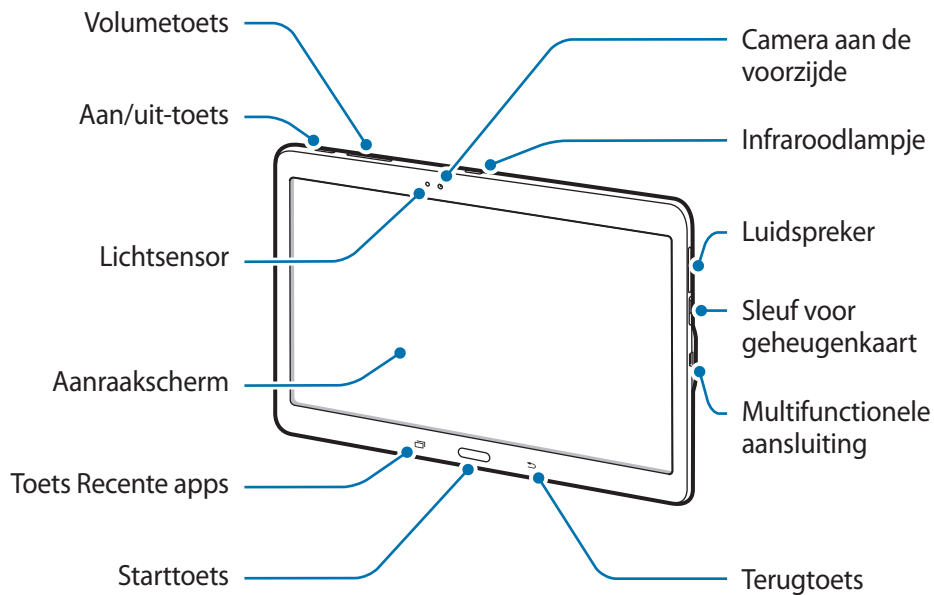 Volumetoets
Aan/uit-toets
Lichtsensor
Aanraakscherm
Toets Recente apps
Starttoets
Camera aan de
voorzijde
Infraroodlampje
Luidspreker
Sleuf voor
geheugenkaart
Multifunctionele
aansluiting
Terugtoets